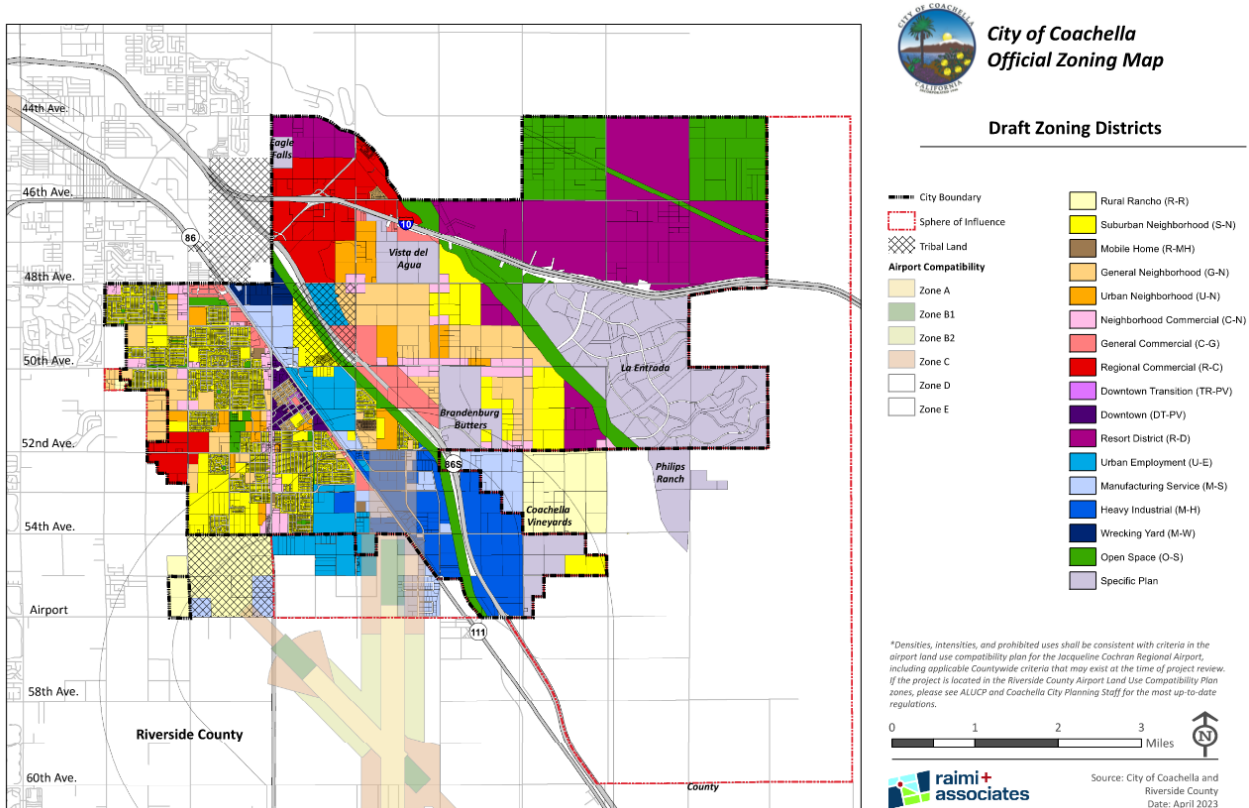 CITY OF COACHELLA
CALIFORNIA
City of Coachella
Official Zoning Map
Draft Zoning Districts
City Boundary
Sphere of Influence
Tribal Land
Airport Compatibility
Zone A
Zone B1
Zone B2
Zone C
Zone D
Zone E
Rural Rancho (R-R)
Suburban Neighborhood (S-N)
Mobile Home (R-MH)
General Neighborhood (G-N)
Urban Neighborhood (U-N)
Neighborhood Commercial (C-N)
General Commercial (C-G)
Regional Commercial (R-C)
Downtown Transition (TR-PV)
Downtown (DT-PV)
Resort District (R-D)
Urban Employment (U-E)
Manufacturing Service (M-S)
Heavy Industrial (M-H)
Wrecking Yard (M-W)
Open Space (O-S)
Specific Plan
44th Ave.
Eagle
Falls
46th Ave.
86
10
Vista del
Agua
48th Ave.
50th Ave.
La Entrada
Brandenburg
Butters
52nd Ave.
86S
Philips
Ranch
Coachella
Vineyards
54th Ave.
Airport
111
58th Ave.
Riverside County
60th Ave.
County
*Densities, intensities, and prohibited uses shall be consistent with criteria in the
airport land use compatibility plan for the Jacqueline Cochran Regional Airport,
including applicable Countywide criteria that may exist at the time of project review.
If the project is located in the Riverside County Airport Land Use Compatibility Plan
zones, please see ALUCP and Coachella City Planning Staff for the most up-to-date
regulations.
0 1 2 3
Miles
N
raimi+
associates
Source: City of Coachella and
Riverside County
Date: April 2023